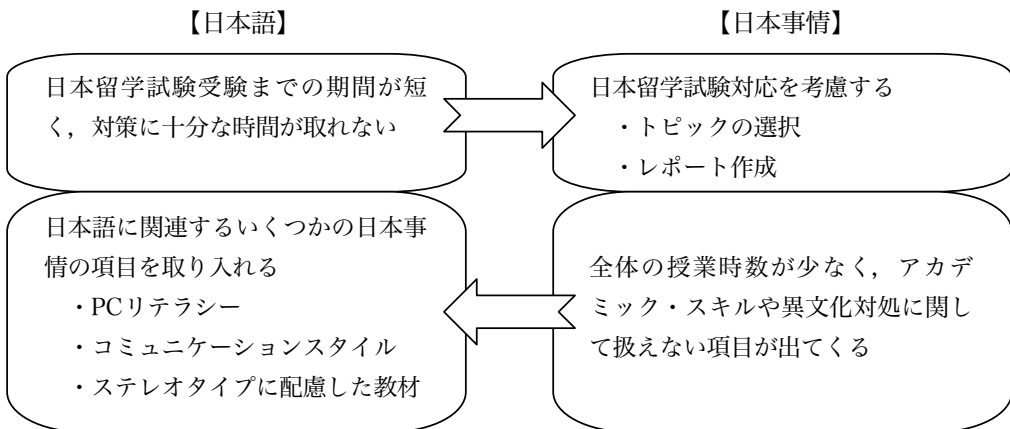 【日本語】
【日本事情】
日本留学試験受験までの期間が短
く，対策に十分な時間が取れない
日本留学試験対応を考慮する
・トピックの選択
・レポート作成
日本語に関連するいくつかの日本事
情の項目を取り入れる
・PCリテラシー
・コミュニケーションスタイル
・ステレオタイプに配慮した教材
全体の授業時数が少なく，アカデ
ミック・スキルや異文化対処に関し
て扱えない項目が出てくる